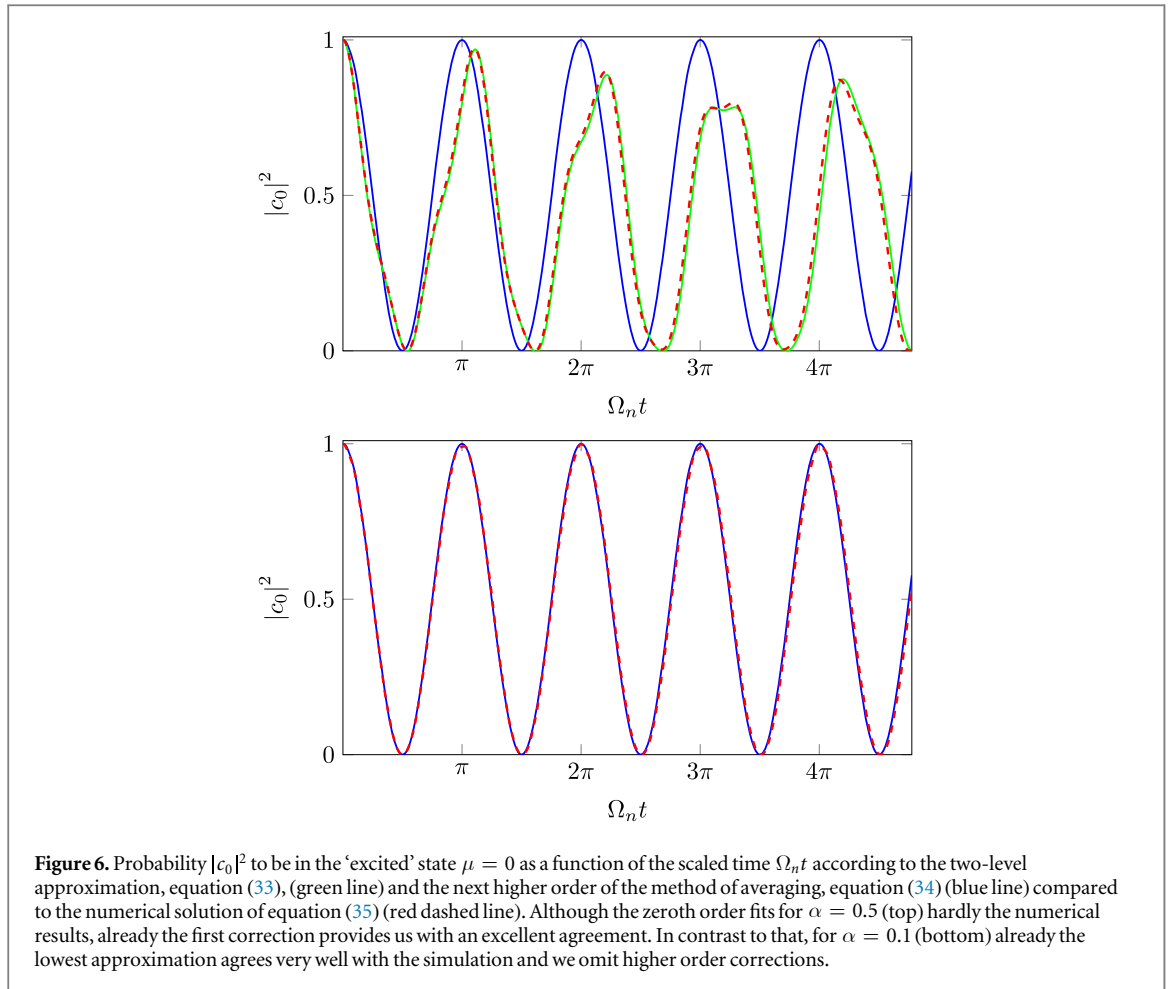 1
0.5
0
|c₀|²
π
2π
3π
4π
Ωₙt
1
0.5
0
|c₀|²
π
2π
3π
4π
Ωₙt
Figure 6. Probability |c₀|² to be in the ‘excited’ state μ = 0 as a function of the scaled time Ωₙt according to the two-level
approximation, equation (33), (green line) and the next higher order of the method of averaging, equation (34) (blue line) compared
to the numerical solution of equation (35) (red dashed line). Although the zeroth order fits for α = 0.5 (top) hardly the numerical
results, already the first correction provides us with an excellent agreement. In contrast to that, for α = 0.1 (bottom) already the
lowest approximation agrees very well with the simulation and we omit higher order corrections.